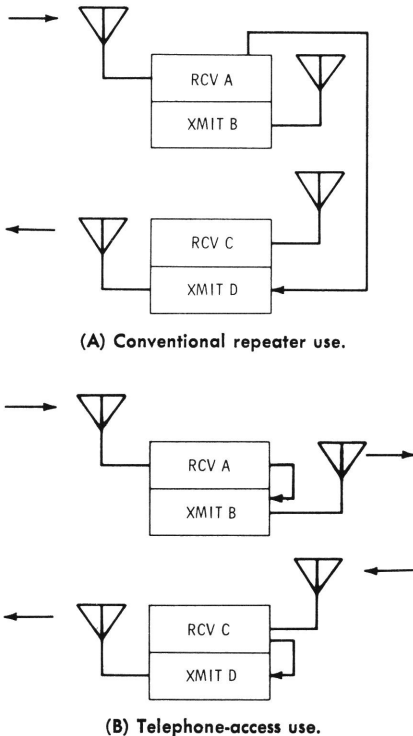 RCV A
XMIT B
RCV C
XMIT D
(A) Conventional repeater use.
RCV A
XMIT B
RCV C
XMIT D
(B) Telephone-access use.